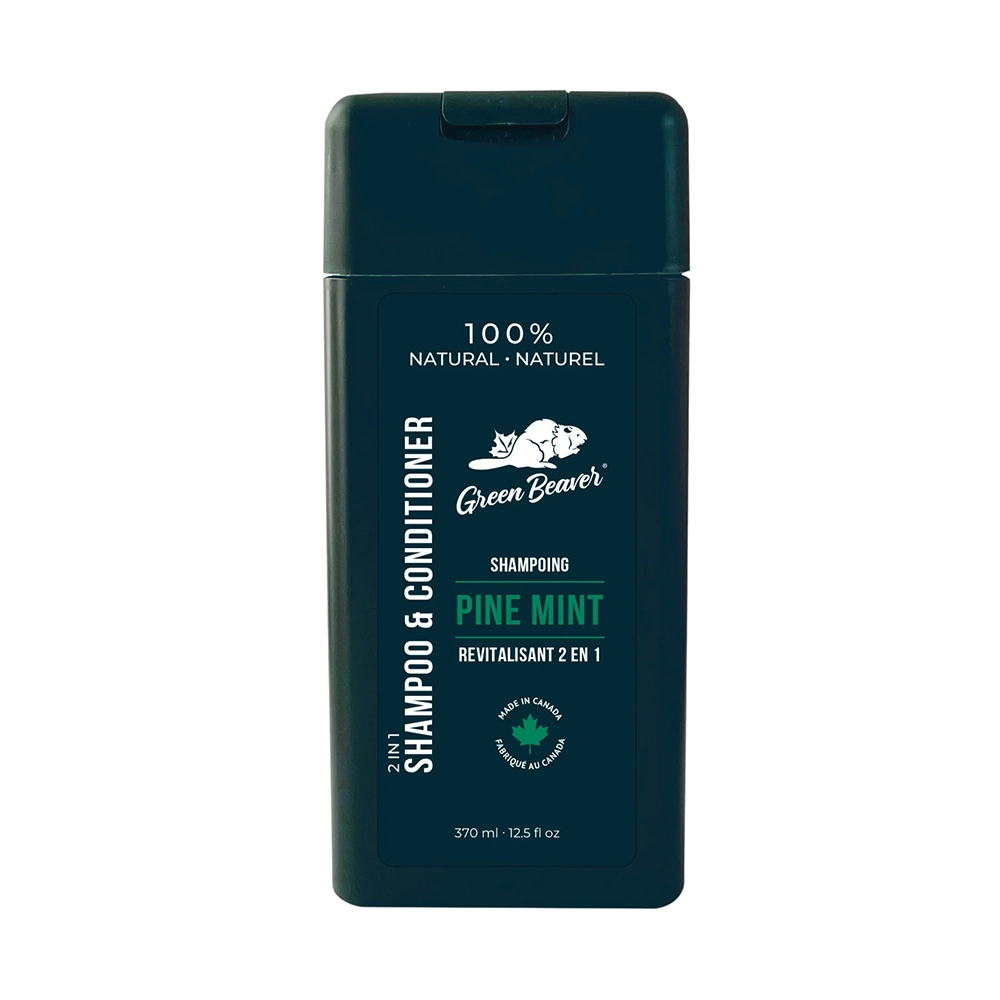 100%
NATURAL • NATUREL
2 IN 1
SHAMPOO & CONDITIONER
Green Beaver®
SHAMPOING
PINE MINT
REVITALISANT 2 EN 1
MADE IN CANADA
FABRIQUÉ AU CANADA
370 ml · 12.5 fl oz